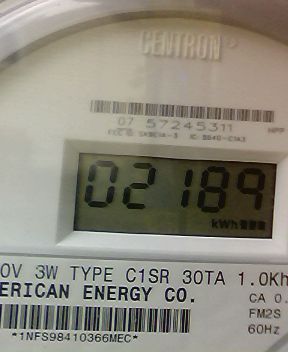 CENTRON
07 57245311
HPP
02189
kWh
0V 3W TYPE C1SR 30TA 1.0Kh
ERICAN ENERGY CO.
CA 0.
FM2S
60Hz
*1NFS98410366MEC*